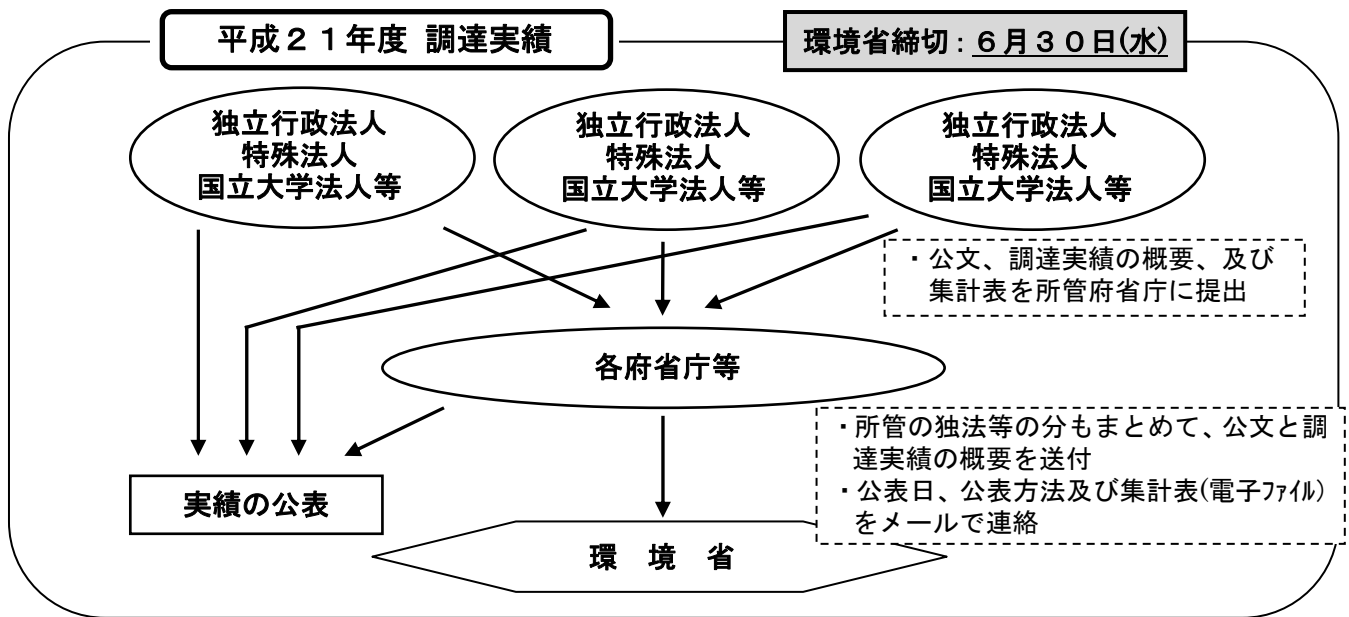 平成２１年度 調達実績
環境省締切：６月３０日(水)
独立行政法人
特殊法人
国立大学法人等
独立行政法人
特殊法人
国立大学法人等
独立行政法人
特殊法人
国立大学法人等
・公文、調達実績の概要、及び
集計表を所管府省庁に提出
各府省庁等
・所管の独法等の分もまとめて、公文と調
達実績の概要を送付
・公表日、公表方法及び集計表(電子ﾌｧｲﾙ)
をメールで連絡
実績の公表
環 境 省